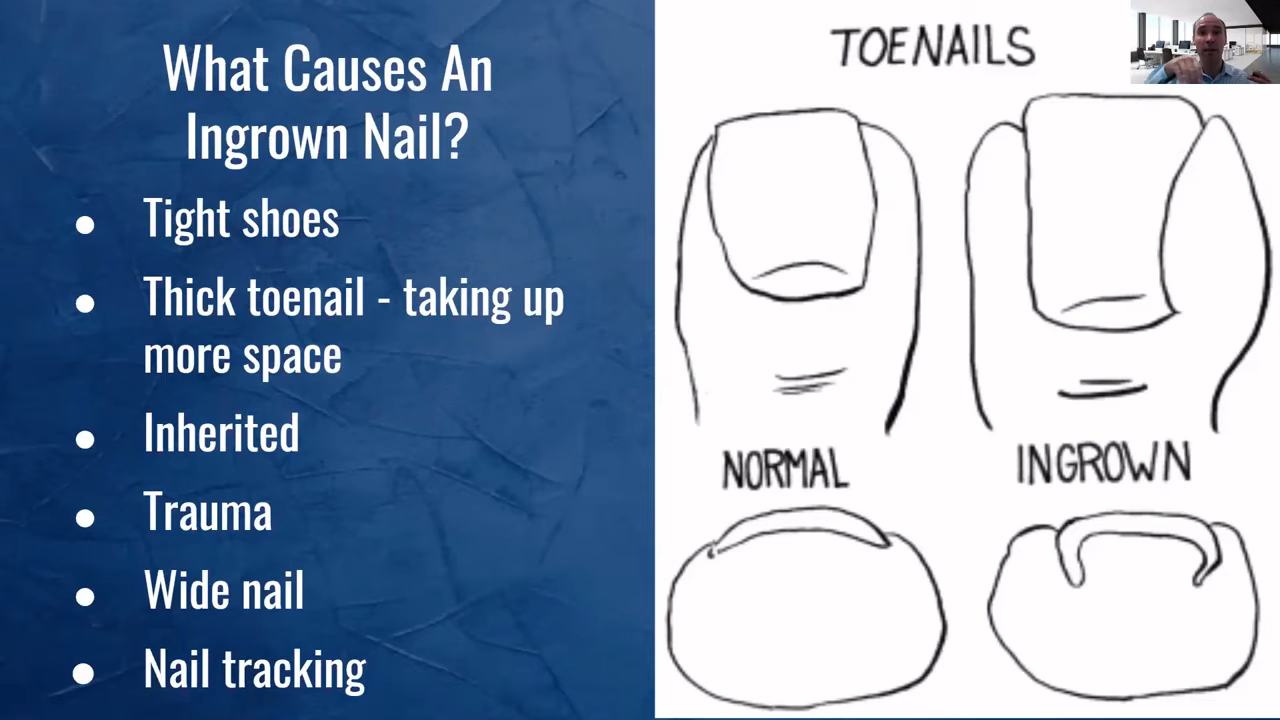 What Causes An
Ingrown Nail?
● Tight shoes
● Thick toenail - taking up
more space
● Inherited
● Trauma
● Wide nail
● Nail tracking
TOENAILS
NORMAL
INGROWN